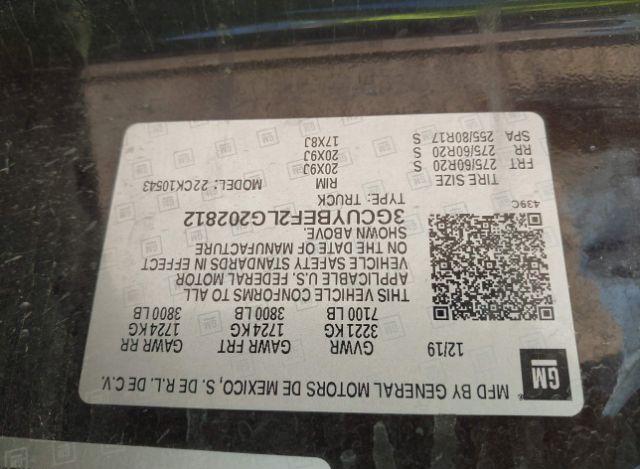 GM
MFD BY GENERAL MOTORS DE MEXICO, S. DE R.L. DE C.V.
12/19 GVWR GAWR FRT GAWR RR
3221KG 1724 KG 1724 KG
7100 LB 3800 LB 3800 LB
THIS VEHICLE CONFORMS TO ALL
APPLICABLE U.S. FEDERAL MOTOR
VEHICLE SAFETY STANDARDS IN EFFECT
ON THE DATE OF MANUFACTURE
SHOWN ABOVE.
3GCUYBEF2LG202812
439C TYPE: TRUCK MODEL: 22CK10543
TIRE SIZE RIM
FRT 275/60R20 S 20X9J
RR 275/60R20 S 20X9J
SPA 255/80R17 S 17X8J